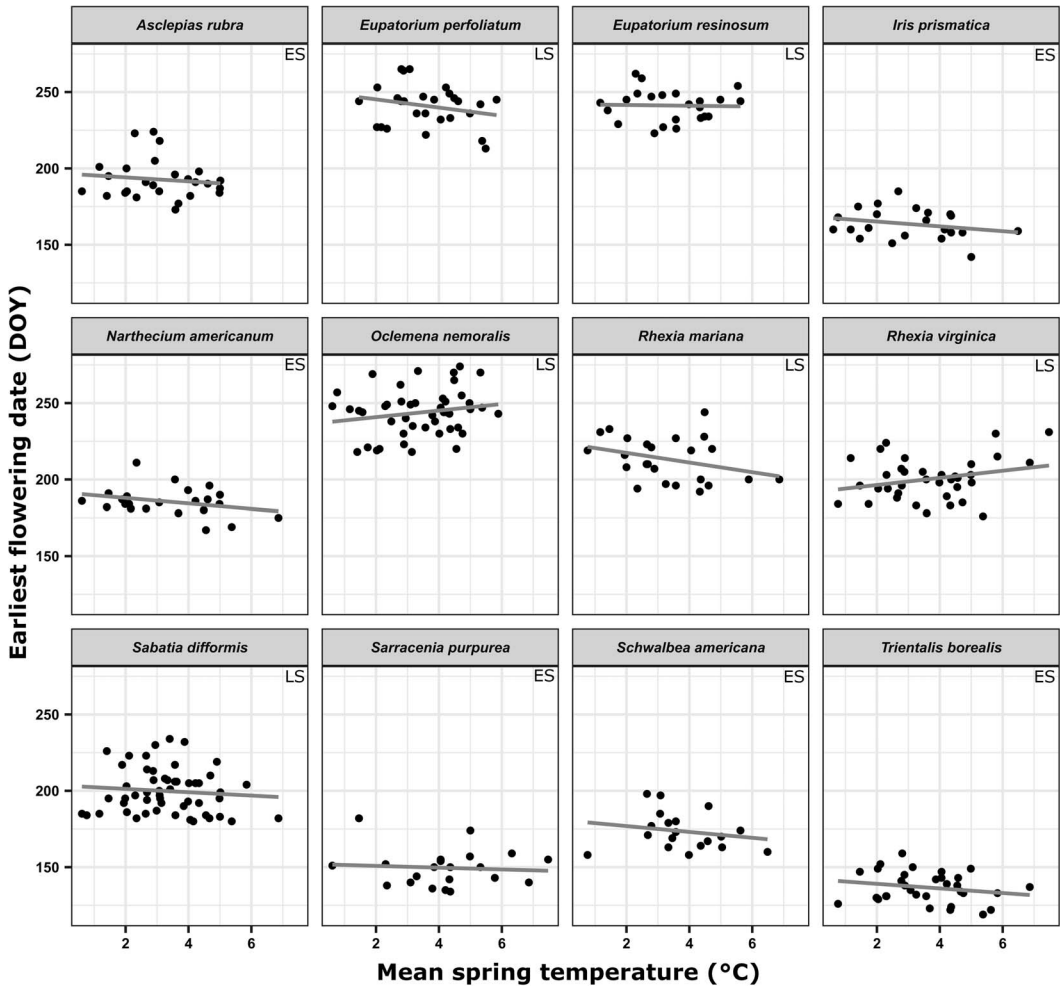 Asclepias rubra
Eupatorium perfoliatum
Eupatorium resinosum
Iris prismatica
ES
LS
LS
ES
250
200
150
Narthecium americanum
Oclemena nemoralis
Rhexia mariana
Rhexia virginica
ES
LS
LS
LS
250
200
150
Sabatia difformis
Sarracenia purpurea
Schwalbea americana
Trientalis borealis
LS
ES
ES
ES
250
200
150
2 4 6 2 4 6 2 4 6 2 4 6
Earliest flowering date (DOY)
Mean spring temperature (°C)